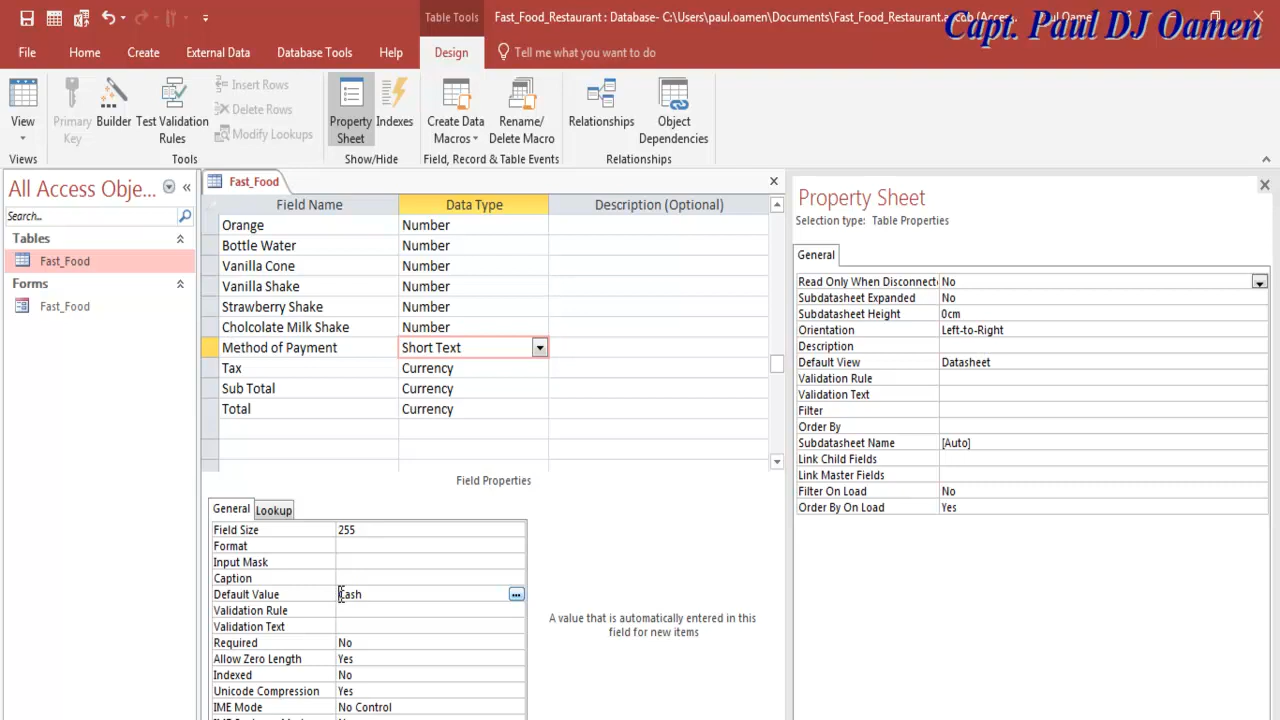 Table Tools
Fast_Food_Restaurant : Database- C:\Users\paul.oamen\Documents\Fast_Food_Restaurant.a
Capt. Paul DJ Oamen
File
Home
Create
External Data
Database Tools
Help
Design
Tell me what you want to do
View
Primary Key
Builder
Test Validation Rules
Insert Rows
Delete Rows
Modify Lookups
Property Sheet
Indexes
Create Data Macros
Rename/ Delete Macro
Relationships
Object Dependencies
Views
Tools
Show/Hide
Field, Record & Table Events
Relationships
All Access Obje...
Search...
Tables
Fast_Food
Forms
Fast_Food
Fast_Food
Field Name Data Type Description (Optional)
Orange Number
Bottle Water Number
Vanilla Cone Number
Vanilla Shake Number
Strawberry Shake Number
Cholcolate Milk Shake Number
Method of Payment Short Text
Tax Currency
Sub Total Currency
Total Currency
Field Properties
General Lookup
Field Size 255
Format
Input Mask
Caption
Default Value Cash
Validation Rule
Validation Text
Required No
Allow Zero Length Yes
Indexed No
Unicode Compression Yes
IME Mode No Control
A value that is automatically entered in this
field for new items
Property Sheet
Selection type: Table Properties
General
Read Only When Disconnecte No
Subdatasheet Expanded No
Subdatasheet Height 0cm
Orientation Left-to-Right
Description
Default View Datasheet
Validation Rule
Validation Text
Filter
Order By
Subdatasheet Name [Auto]
Link Child Fields
Link Master Fields
Filter On Load No
Order By On Load Yes